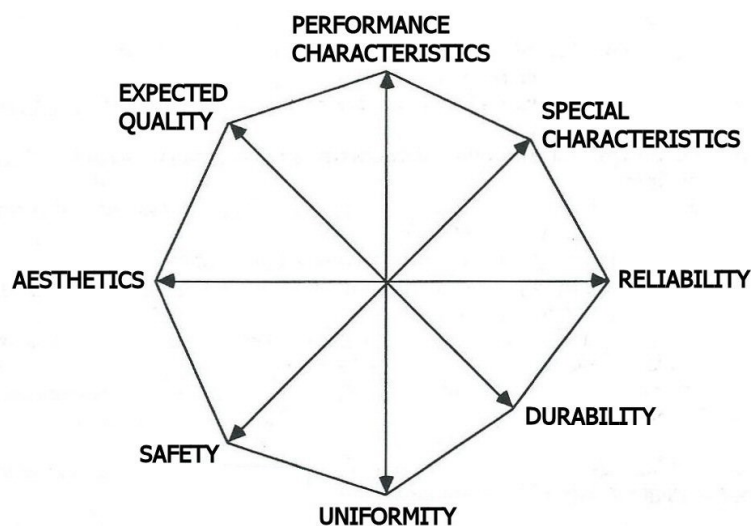 PERFORMANCE
CHARACTERISTICS
EXPECTED
QUALITY
SPECIAL
CHARACTERISTICS
AESTHETICS
RELIABILITY
DURABILITY
SAFETY
UNIFORMITY